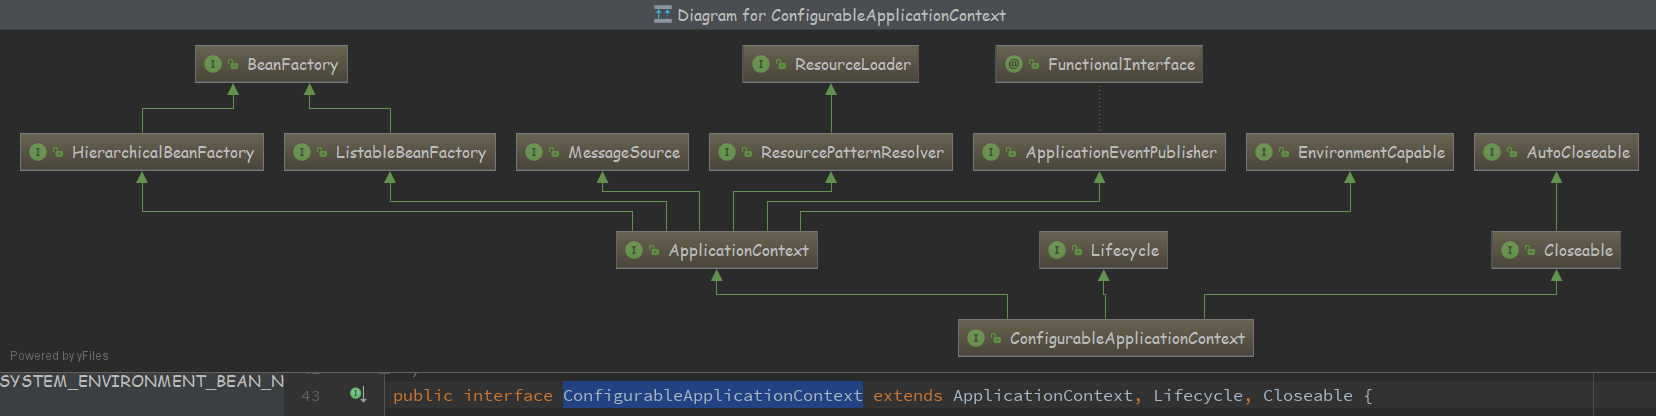 Diagram for ConfigurableApplicationContext
BeanFactory
ResourceLoader
FunctionalInterface
HierarchicalBeanFactory
ListableBeanFactory
MessageSource
ResourcePatternResolver
ApplicationEventPublisher
EnvironmentCapable
AutoCloseable
ApplicationContext
Lifecycle
Closeable
ConfigurableApplicationContext
Powered by yFiles
SYSTEM_ENVIRONMENT_BEAN_N
43 public interface ConfigurableApplicationContext extends ApplicationContext, Lifecycle, Closeable {